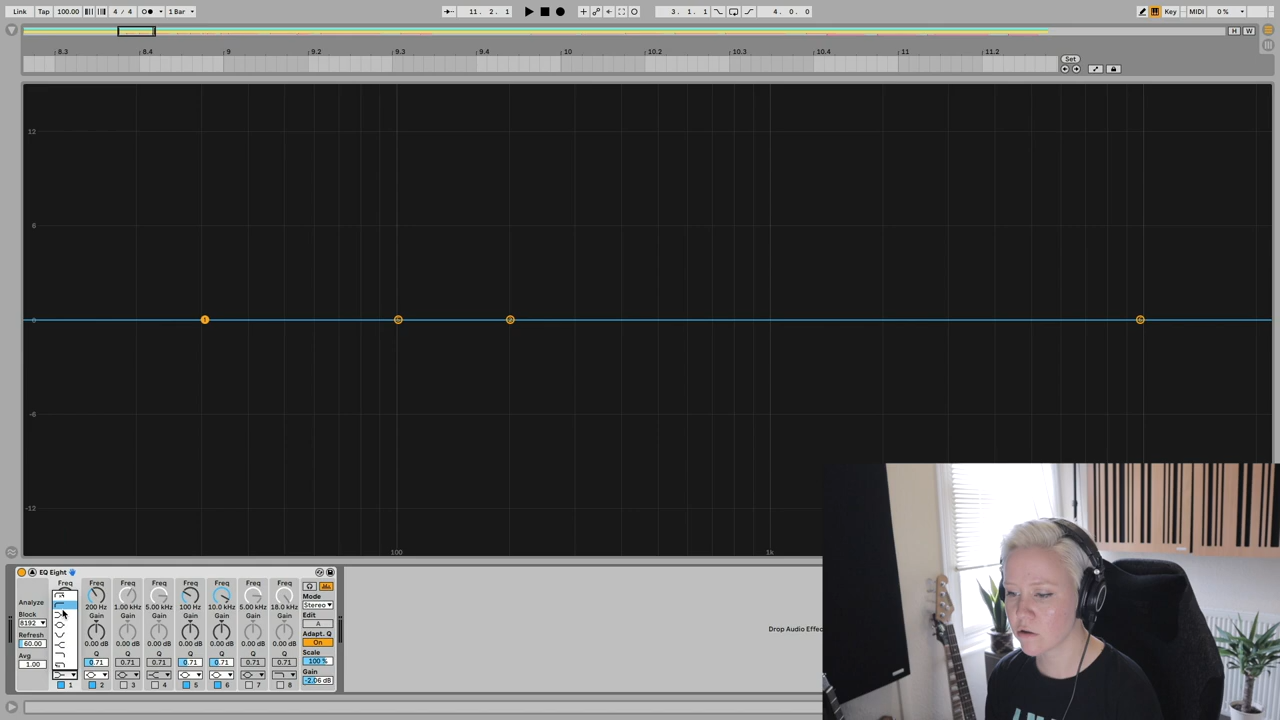 Link Tap 100.00 4 / 4 1 Bar 11. 2. 1 3. 1. 1 4. 0. 0 Key MIDI 0 %
H W
8.3 8.4 9 9.2 9.3 9.4 10 10.2 10.3 10.4 11 11.2
Set
12
6
0
-6
-12
100 1k
EQ Eight
Freq Freq Freq Freq Freq Freq Freq Freq
Mode
Analyze 200 Hz 1.00 kHz 5.00 kHz 100 Hz 10.0 kHz 5.00 kHz 18.0 kHz Stereo
Block Gain Gain Gain Gain Gain Gain Gain Edit
8192 A
Refresh 0.00 dB 0.00 dB 0.00 dB 0.00 dB 0.00 dB 0.00 dB 0.00 dB Adapt. Q
60.00 On
Avg Q Q Q Q Q Q Q Scale
1.00 0.71 0.71 0.71 0.71 0.71 0.71 0.71 100 %
Gain
-2.06 dB
1 2 3 4 5 6 7 8
Drop Audio Effe